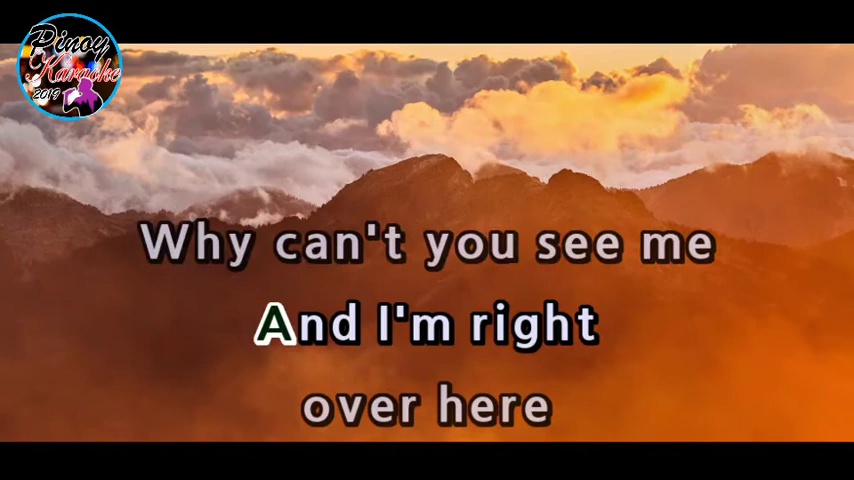 Pinoy
Karaoke
2019
Why can't you see me
And I'm right
over here